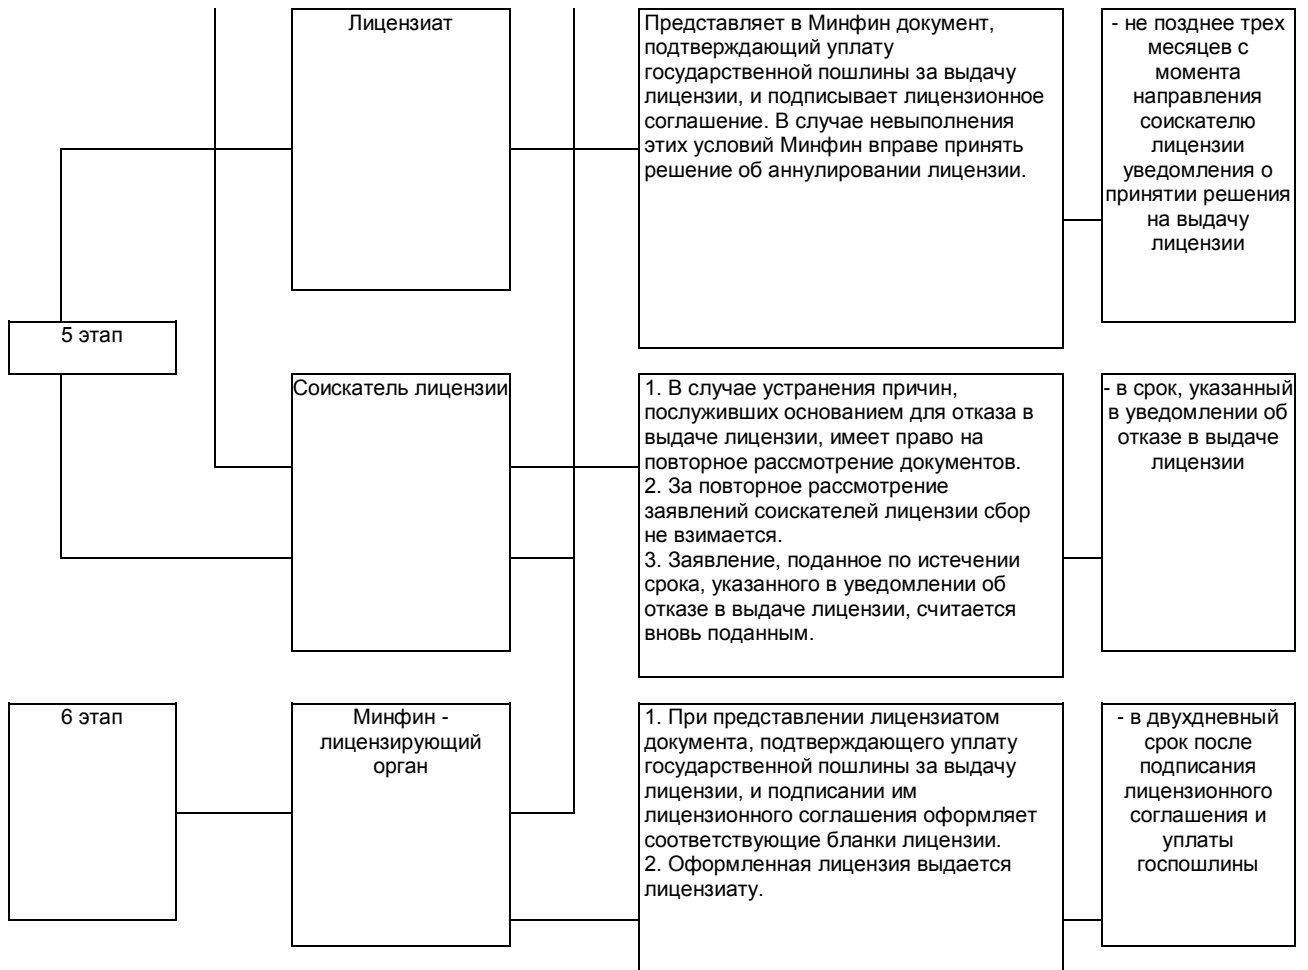 Лицензиат
Представляет в Минфин документ,
подтверждающий уплату
государственной пошлины за выдачу
лицензии, и подписывает лицензионное
соглашение. В случае невыполнения
этих условий Минфин вправе принять
решение об аннулировании лицензии.
- не позднее трех
месяцев с
момента
направления
соискателю
лицензии
уведомления о
принятии решения
на выдачу
лицензии
5 этап
Соискатель лицензии
1. В случае устранения причин,
послуживших основанием для отказа в
выдаче лицензии, имеет право на
повторное рассмотрение документов.
2. За повторное рассмотрение
заявлений соискателей лицензии сбор
не взимается.
3. Заявление, поданное по истечении
срока, указанного в уведомлении об
отказе в выдаче лицензии, считается
вновь поданным.
- в срок, указанный
в уведомлении об
отказе в выдаче
лицензии
6 этап
Минфин -
лицензирующий
орган
1. При представлении лицензиатом
документа, подтверждающего уплату
государственной пошлины за выдачу
лицензии, и подписании им
лицензионного соглашения оформляет
соответствующие бланки лицензии.
2. Оформленная лицензия выдается
лицензиату.
- в двухдневный
срок после
подписания
лицензионного
соглашения и
уплаты
госпошлины